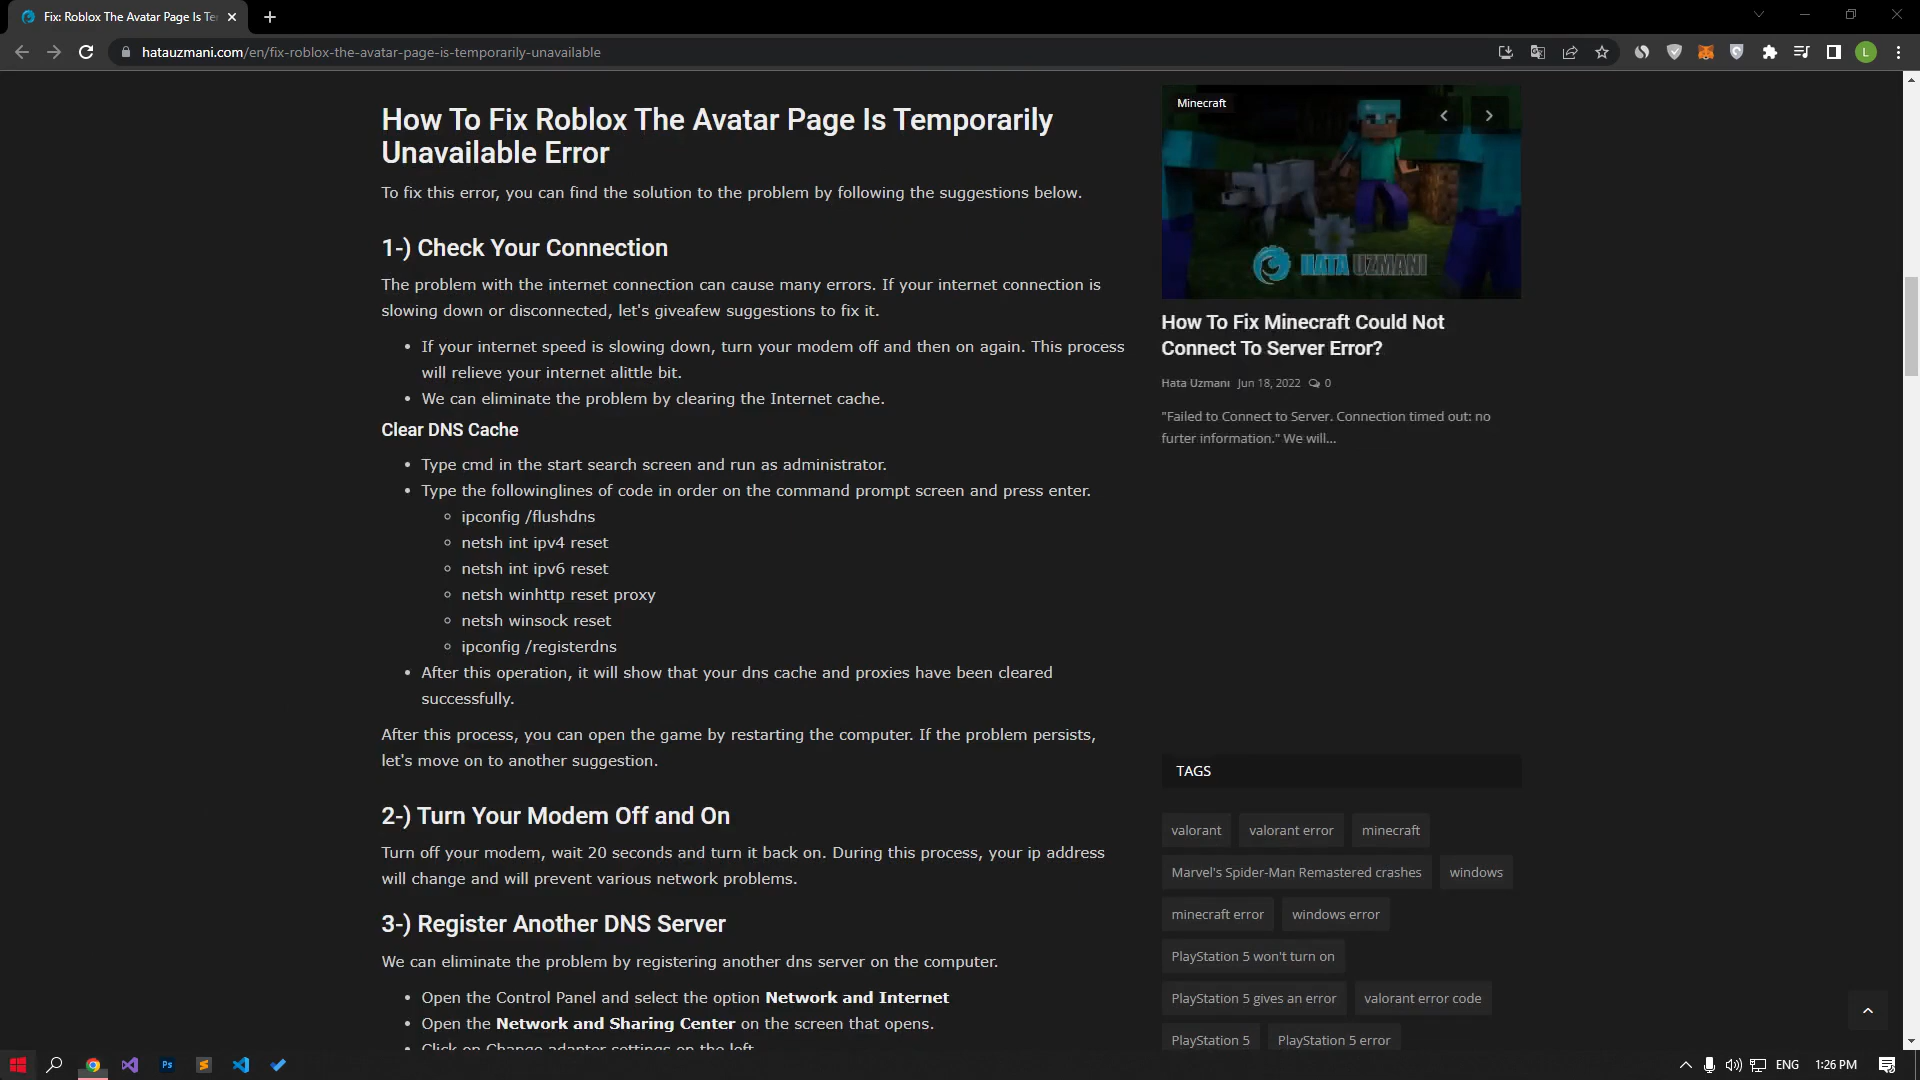 Fix: Roblox The Avatar Page Is Te
hatauzmani.com/en/fix-roblox-the-avatar-page-is-temporarily-unavailable
L
How To Fix Roblox The Avatar Page Is Temporarily
Unavailable Error
To fix this error, you can find the solution to the problem by following the suggestions below.
1-) Check Your Connection
The problem with the internet connection can cause many errors. If your internet connection is
slowing down or disconnected, let's giveafew suggestions to fix it.
• If your internet speed is slowing down, turn your modem off and then on again. This process
will relieve your internet alittle bit.
• We can eliminate the problem by clearing the Internet cache.
Clear DNS Cache
• Type cmd in the start search screen and run as administrator.
• Type the followinglines of code in order on the command prompt screen and press enter.
◦ ipconfig /flushdns
◦ netsh int ipv4 reset
◦ netsh int ipv6 reset
◦ netsh winhttp reset proxy
◦ netsh winsock reset
◦ ipconfig /registerdns
• After this operation, it will show that your dns cache and proxies have been cleared
successfully.
After this process, you can open the game by restarting the computer. If the problem persists,
let's move on to another suggestion.
2-) Turn Your Modem Off and On
Turn off your modem, wait 20 seconds and turn it back on. During this process, your ip address
will change and will prevent various network problems.
3-) Register Another DNS Server
We can eliminate the problem by registering another dns server on the computer.
• Open the Control Panel and select the option Network and Internet
• Open the Network and Sharing Center on the screen that opens.
• Click on Change adapter settings on the left.
Minecraft
HATA UZMANI
How To Fix Minecraft Could Not
Connect To Server Error?
Hata Uzmanı Jun 18, 2022 0
"Failed to Connect to Server. Connection timed out: no
furter information." We will...
TAGS
valorant valorant error minecraft
Marvel's Spider-Man Remastered crashes windows
minecraft error windows error
PlayStation 5 won't turn on
PlayStation 5 gives an error valorant error code
PlayStation 5 PlayStation 5 error
Ps
S
ENG 1:26 PM